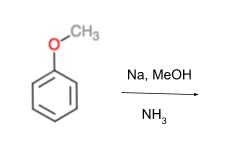 CH₃
O
Na, MeOH
NH₃